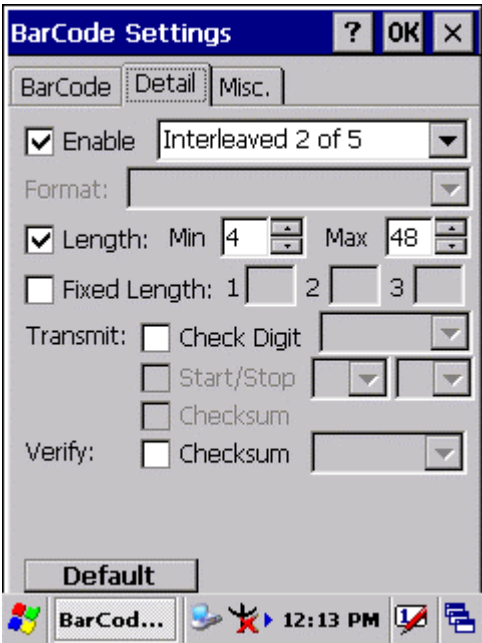 BarCode Settings ? OK ×
BarCode Detail Misc.
Enable Interleaved 2 of 5
Format:
Length: Min 4 Max 48
Fixed Length: 1 2 3
Transmit: Check Digit
Start/Stop
Checksum
Verify: Checksum
Default
BarCod... 12:13 PM 1